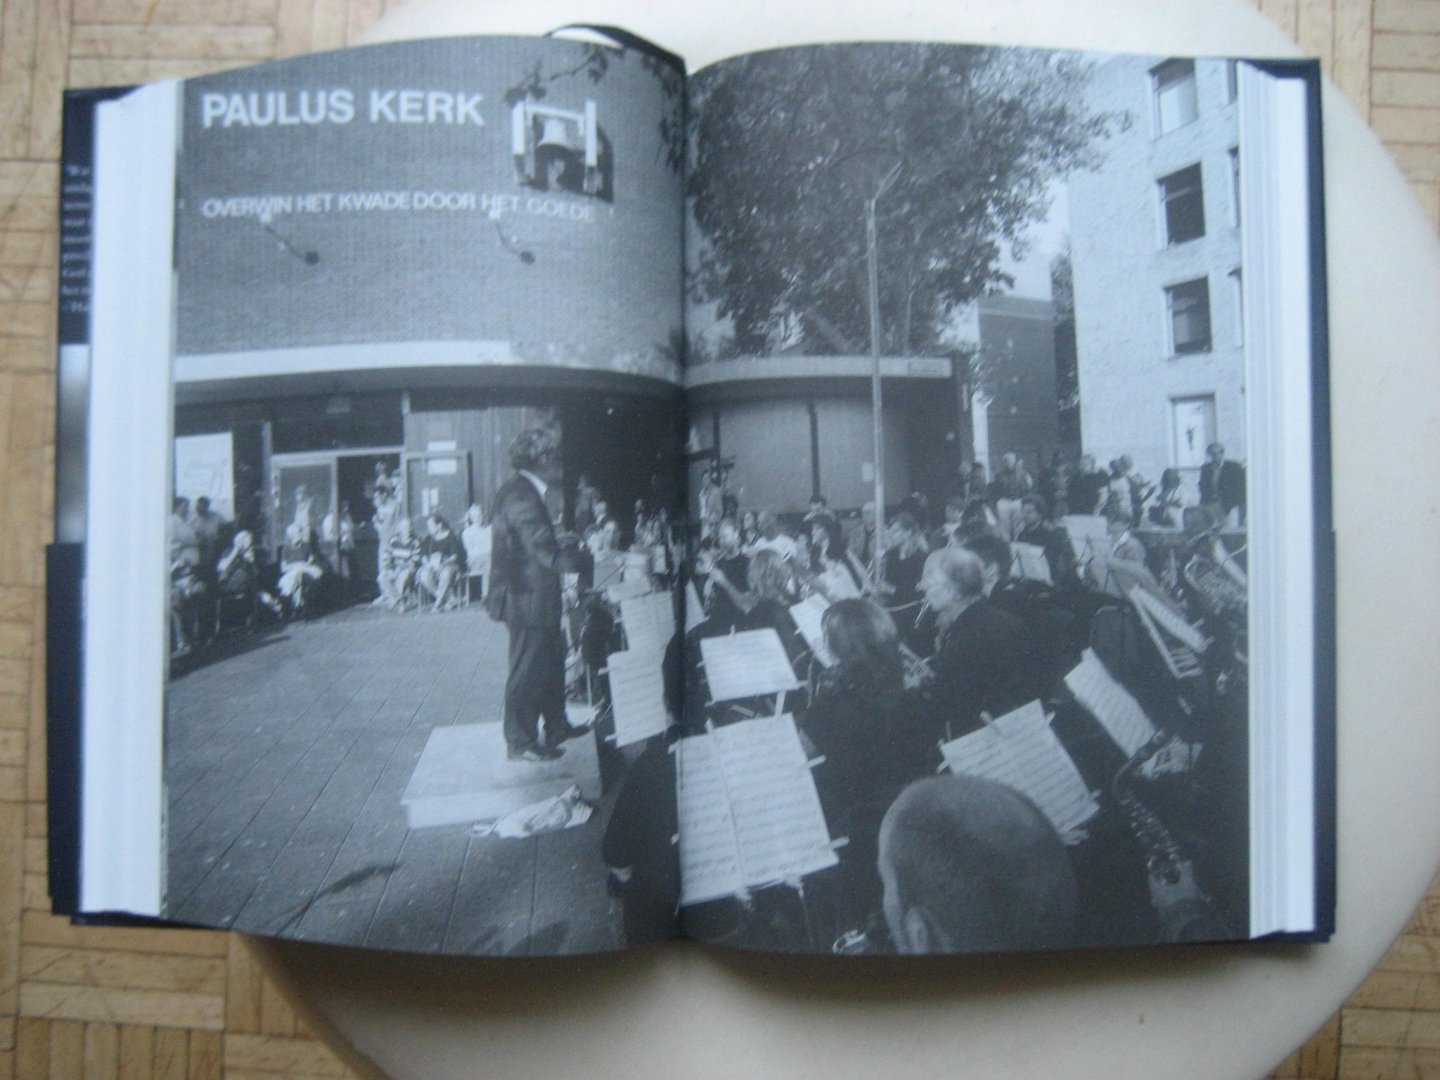 PAULUS KERK
OVERWIN HET KWADE DOOR HET GOEDE